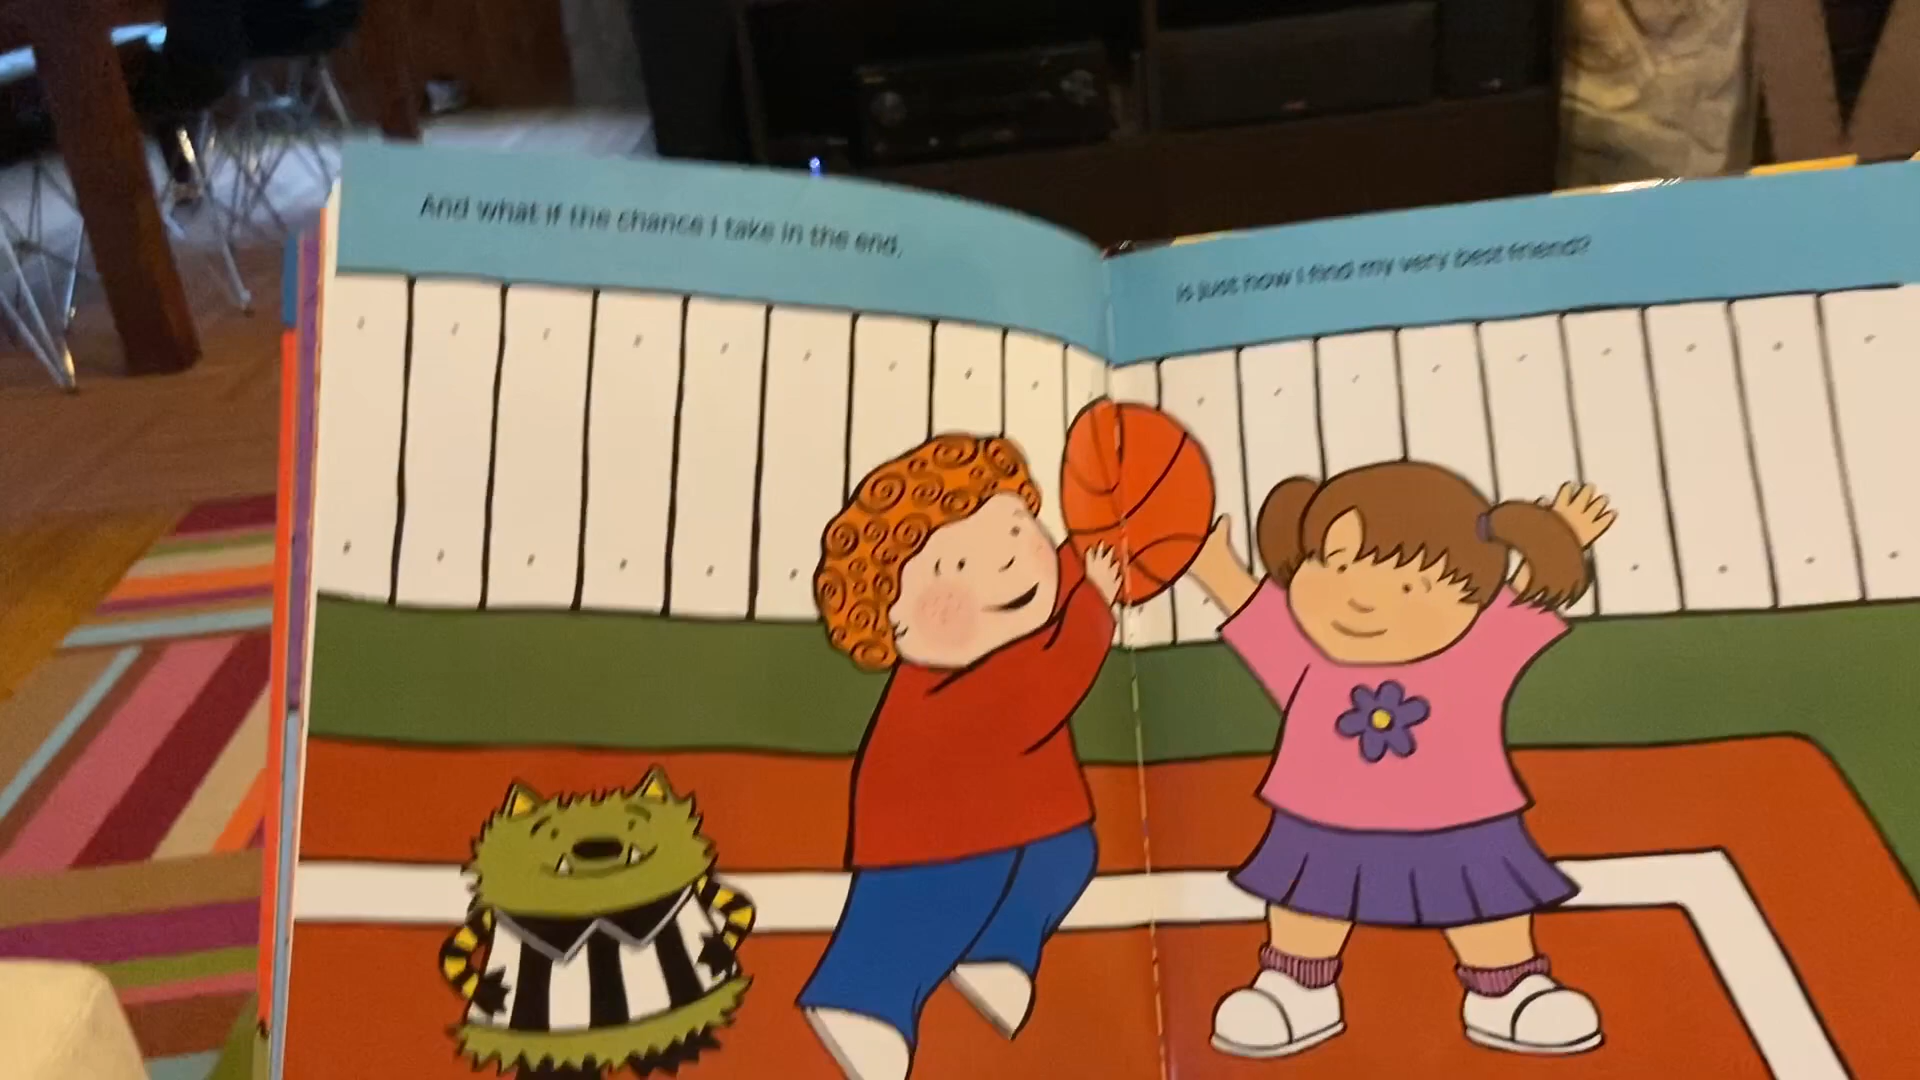 And what if the chance I take in the end,
Is just how I find my very best friend?